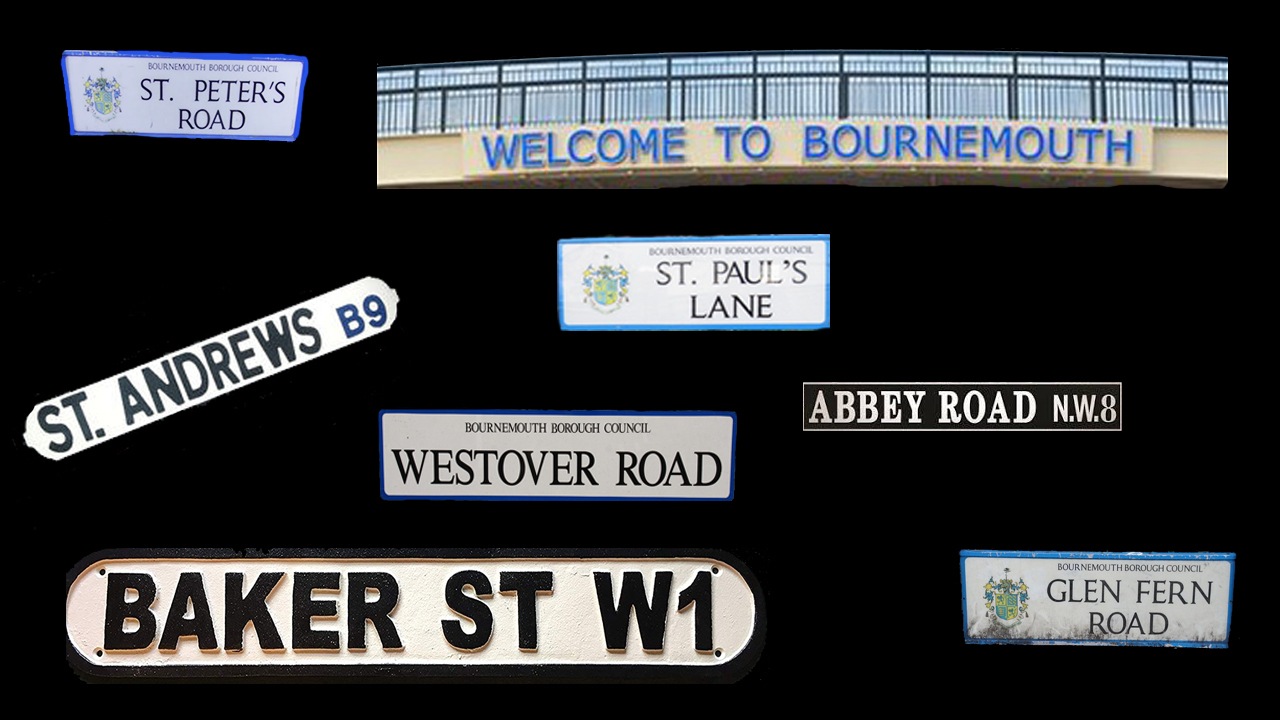 BOURNEMOUTH BOROUGH COUNCIL
ST. PETER'S
ROAD
WELCOME TO BOURNEMOUTH
BOURNEMOUTH BOROUGH COUNCIL
ST. PAUL'S
LANE
ST. ANDREWS B9
ABBEY ROAD N.W.8
BOURNEMOUTH BOROUGH COUNCIL
WESTOVER ROAD
BAKER ST W1
BOURNEMOUTH BOROUGH COUNCIL
GLEN FERN
ROAD